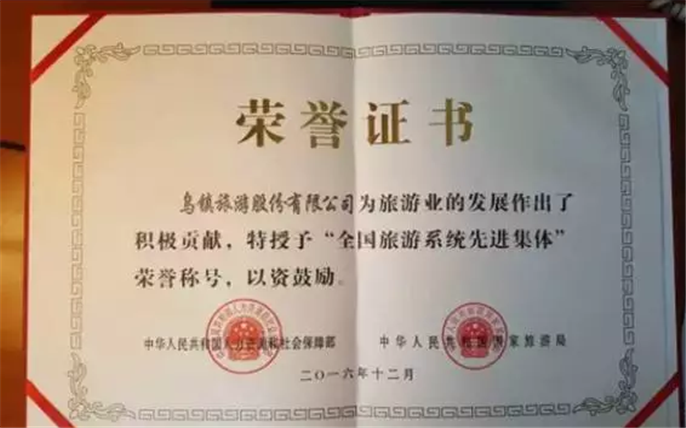 荣誉证书
乌镇旅游股份有限公司为旅游业的发展作出了
积极贡献，特授予“全国旅游系统先进集体”
荣誉称号，以资鼓励。
中华人民共和国人力资源和社会保障部 中华人民共和国国家旅游局
二〇一六年十二月